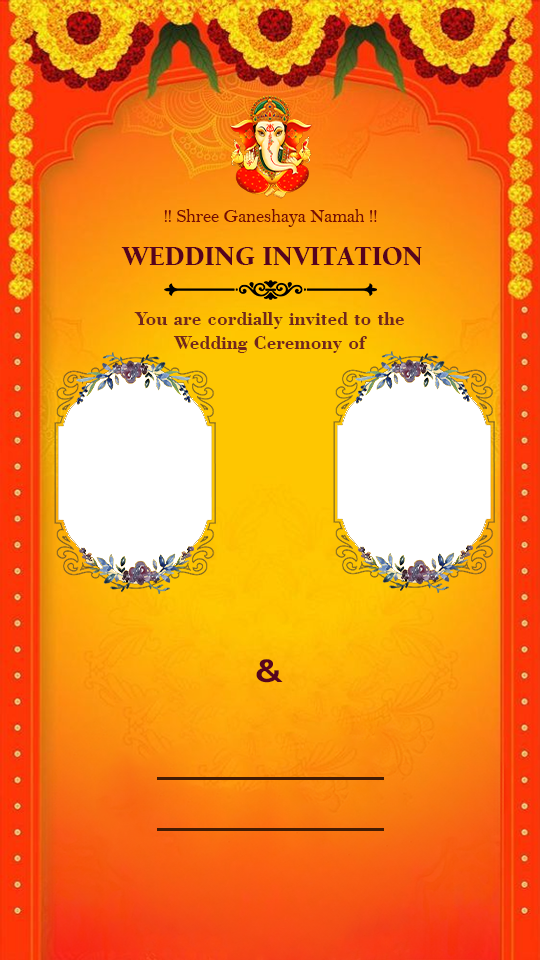 !! Shree Ganeshaya Namah !!
WEDDING INVITATION
You are cordially invited to the
Wedding Ceremony of
&